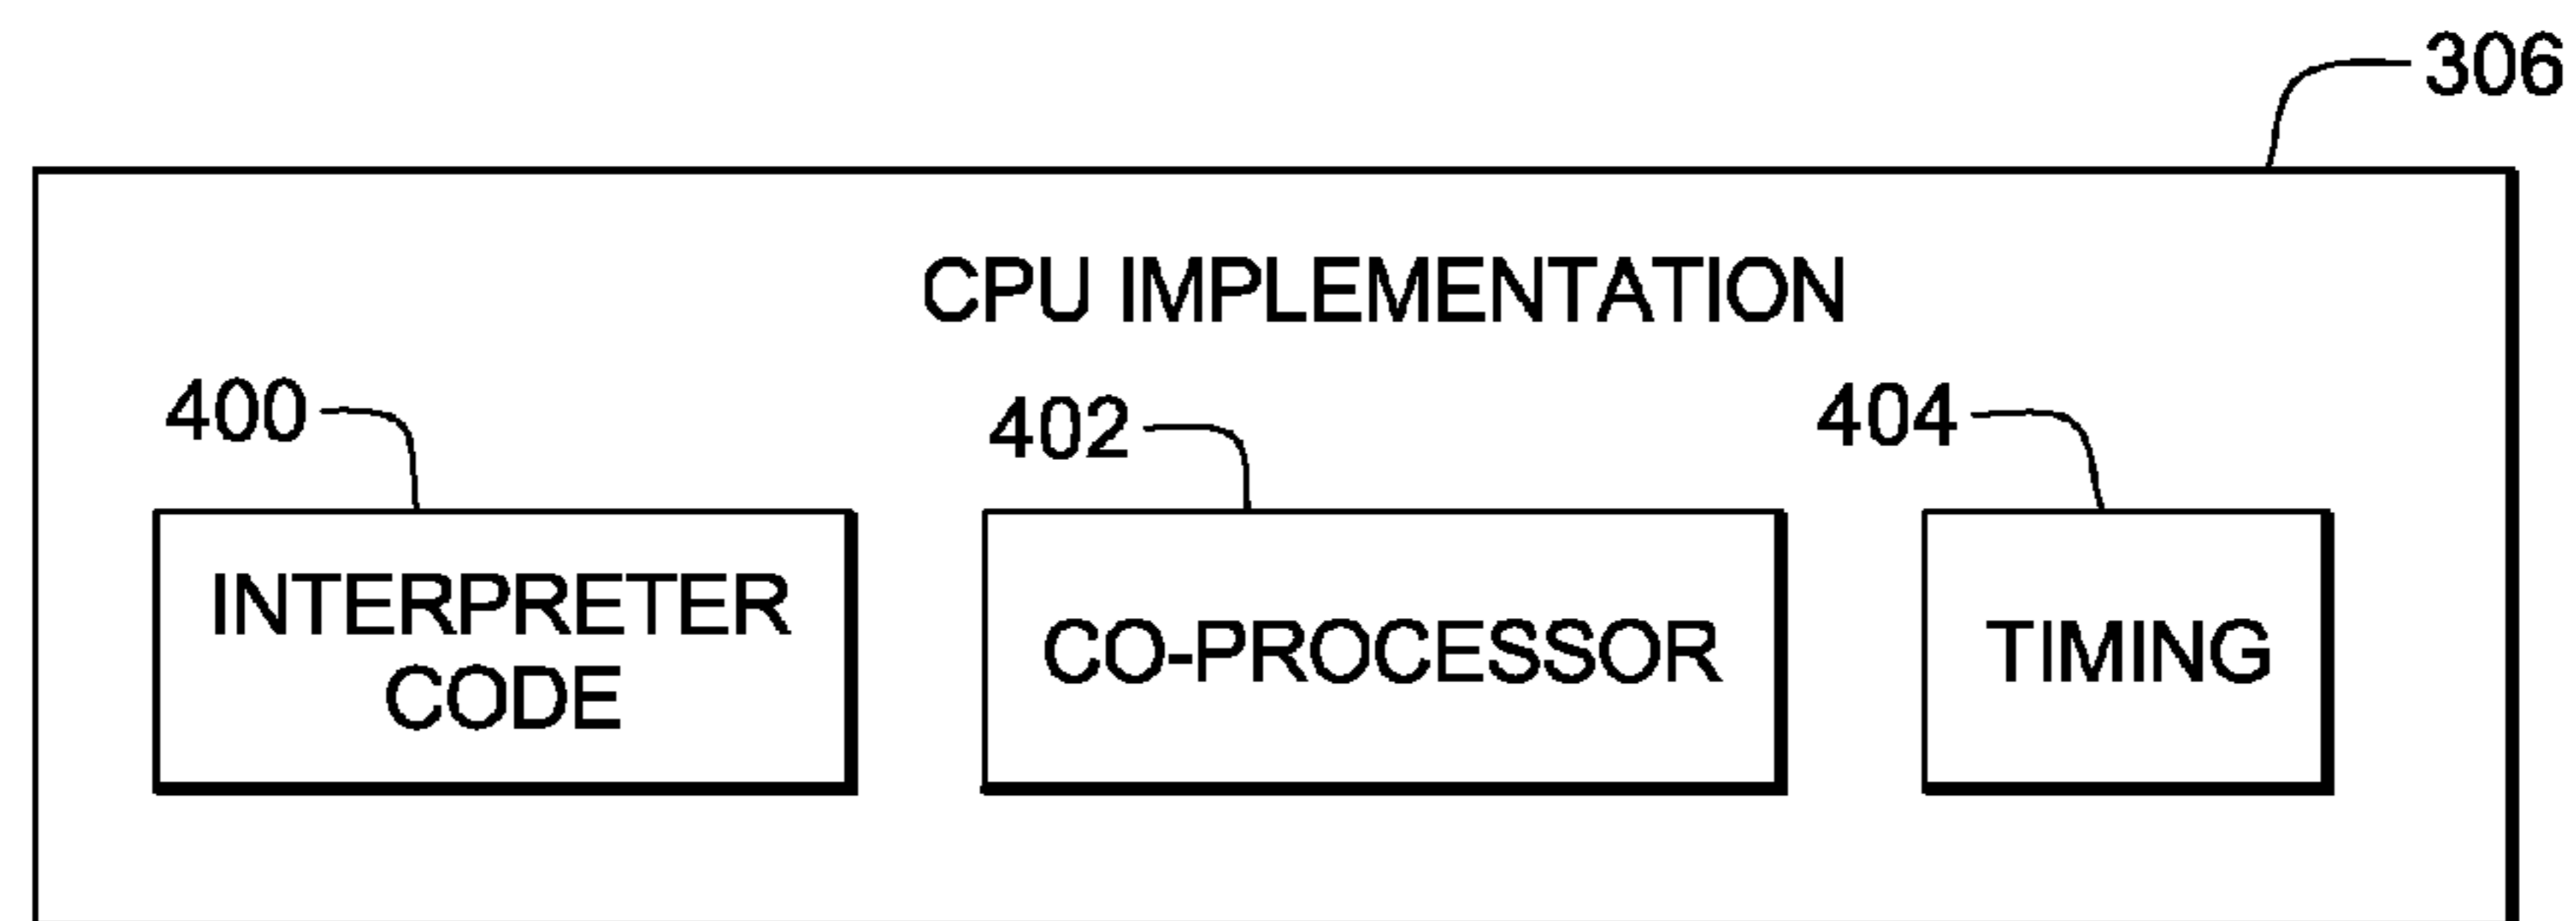 306
CPU IMPLEMENTATION
400
402
404
INTERPRETER
CODE
CO-PROCESSOR
TIMING